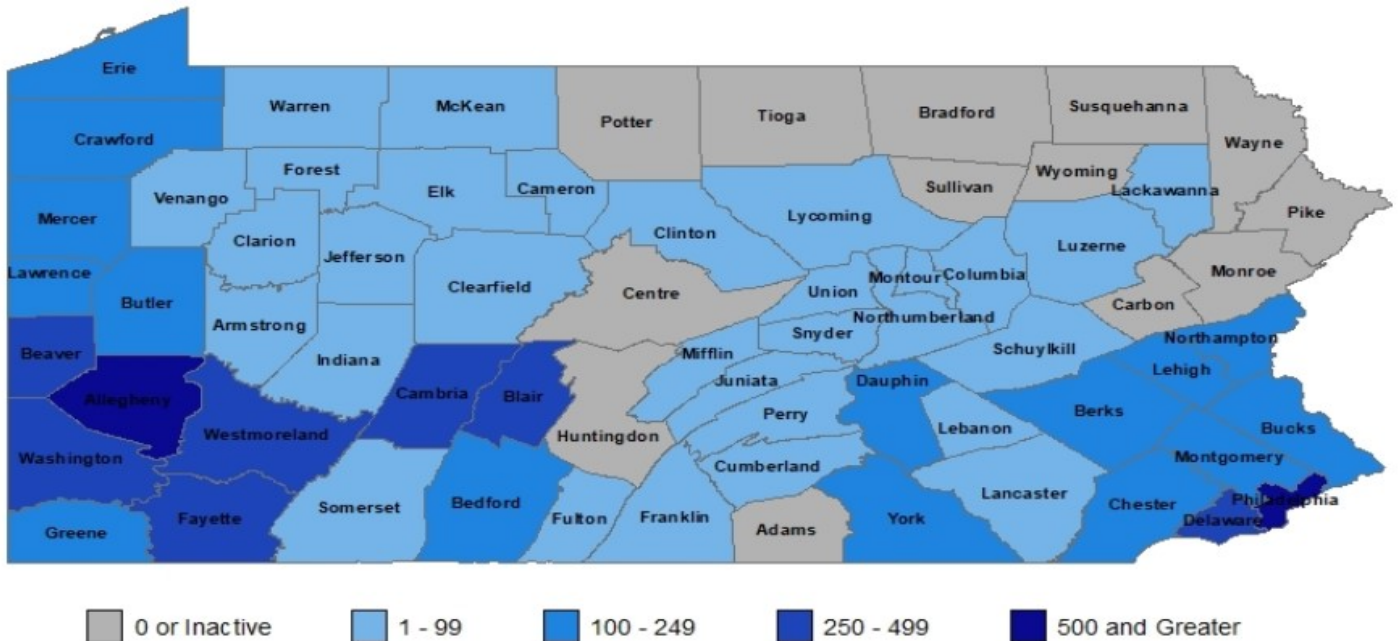 Erie
Warren
McKean
Potter
Tioga
Bradford
Susquehanna
Wayne
Crawford
Forest
Venango
Elk
Cameron
Sullivan
Wyoming
Lackawanna
Pike
Mercer
Clarion
Jefferson
Clinton
Lycoming
Luzerne
Monroe
Lawrence
Butler
Clearfield
Centre
Union
Montour
Columbia
Carbon
Armstrong
Indiana
Snyder
Northumberland
Schuylkill
Northampton
Beaver
Mifflin
Juniata
Dauphin
Lehigh
Allegheny
Cambria
Blair
Perry
Berks
Westmoreland
Huntingdon
Lebanon
Bucks
Washington
Cumberland
Montgomery
Greene
Fayette
Somerset
Bedford
Fulton
Franklin
Adams
York
Lancaster
Chester
Delaware
Philadelphia
0 or Inactive
1 - 99
100 - 249
250 - 499
500 and Greater